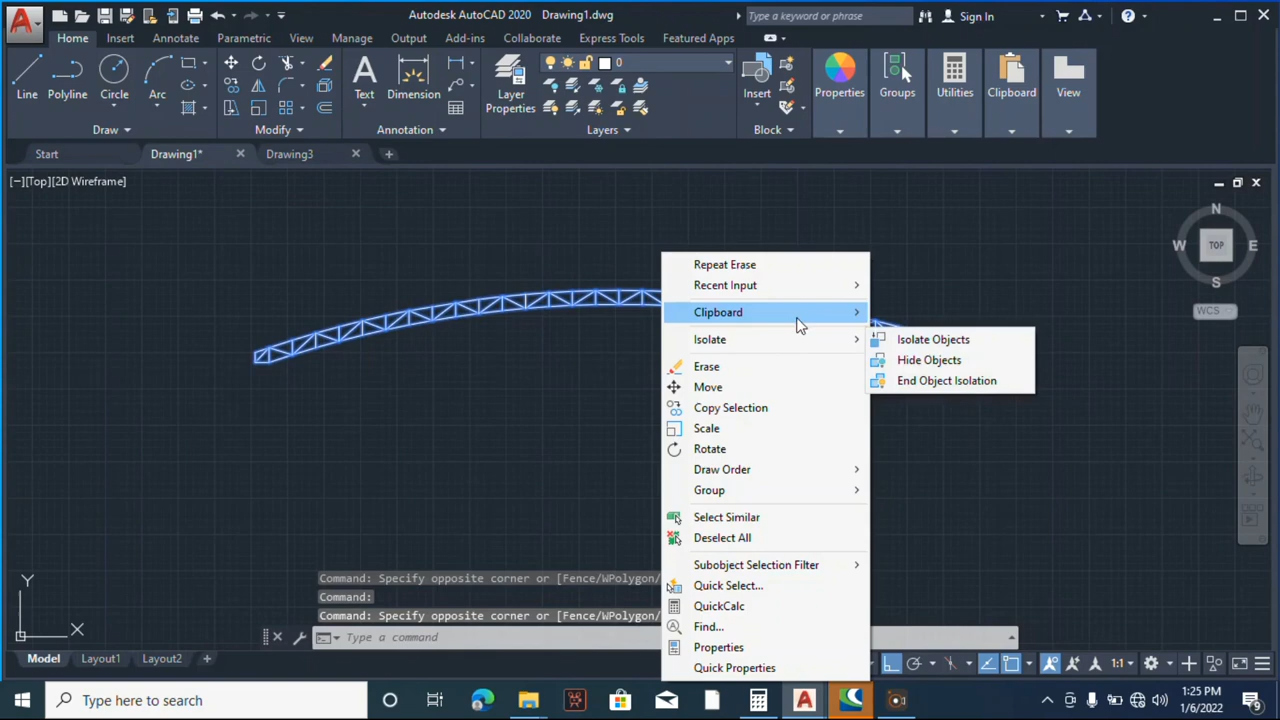 Autodesk AutoCAD 2020 Drawing1.dwg
Type a keyword or phrase
Sign In
Home Insert Annotate Parametric View Manage Output Add-ins Collaborate Express Tools Featured Apps
Line Polyline Circle Arc
Text Dimension
Layer Properties
0
Insert
Properties Groups Utilities Clipboard View
Draw Modify Annotation Layers Block
Start Drawing1* Drawing3
[−][Top][2D Wireframe]
N
W TOP E
S
WCS
Repeat Erase
Recent Input
Clipboard
Isolate
Erase
Move
Copy Selection
Scale
Rotate
Draw Order
Group
Select Similar
Deselect All
Subobject Selection Filter
Quick Select...
QuickCalc
Find...
Properties
Quick Properties
Isolate Objects
Hide Objects
End Object Isolation
Y
X
Command: Specify opposite corner or [Fence/WPolygon/
Command:
Command: Specify opposite corner or [Fence/WPolygon/
Type a command
Model Layout1 Layout2
1:1
Type here to search
1:25 PM
1/6/2022
9